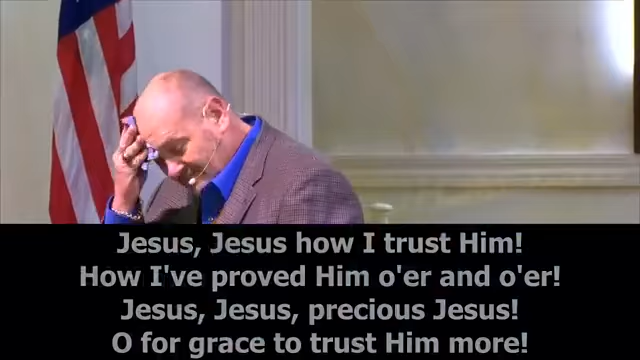 Jesus, Jesus how I trust Him!
How I've proved Him o'er and o'er!
Jesus, Jesus, precious Jesus!
O for grace to trust Him more!